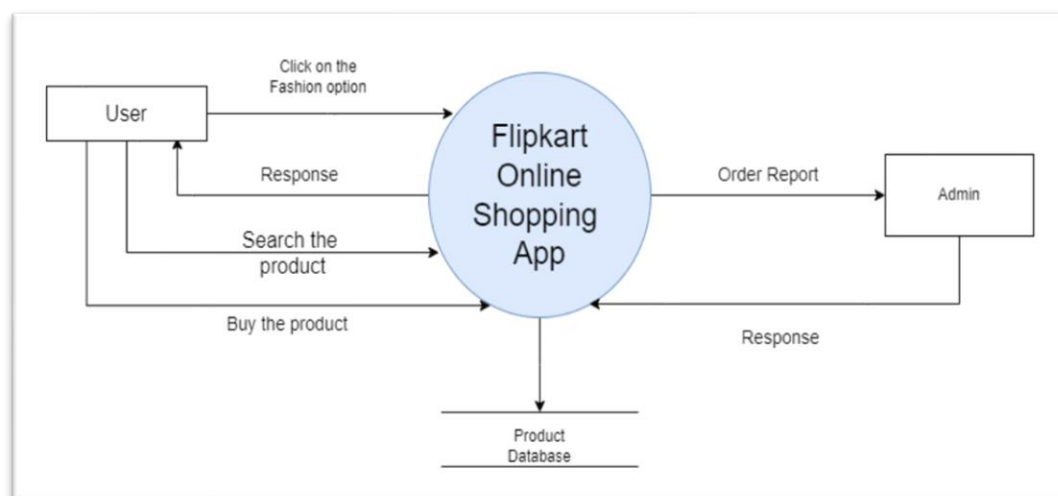 Click on the
Fashion option
User
Flipkart
Online
Shopping
App
Response
Order Report
Admin
Search the
product
Buy the product
Response
Product
Database